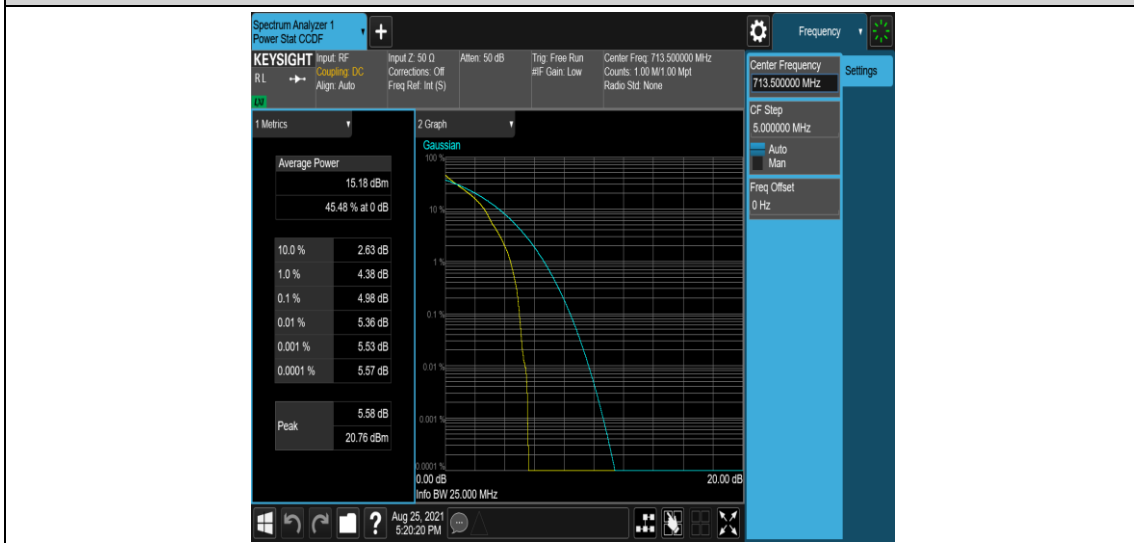 Spectrum Analyzer 1
Power Stat CCDF
+
Frequency
KEYSIGHT
RL
LXI
Input: RF
Coupling: DC
Align: Auto
Input Z: 50 Ω
Corrections: Off
Freq Ref: Int (S)
Atten: 50 dB
Trig: Free Run
#IF Gain: Low
Center Freq: 713.500000 MHz
Counts: 1.00 M/1.00 Mpt
Radio Std: None
Center Frequency
713.500000 MHz
Settings
CF Step
5.000000 MHz
Auto
Man
Freq Offset
0 Hz
1 Metrics
Average Power
15.18 dBm
45.48 % at 0 dB
10.0 % 2.63 dB
1.0 % 4.38 dB
0.1 % 4.98 dB
0.01 % 5.36 dB
0.001 % 5.53 dB
0.0001 % 5.57 dB
Peak
5.58 dB
20.76 dBm
2 Graph
Gaussian
100 %
10 %
1 %
0.1 %
0.01 %
0.001 %
0.0001 %
0.00 dB 20.00 dB
Info BW 25.000 MHz
?
Aug 25, 2021
5:20:20 PM